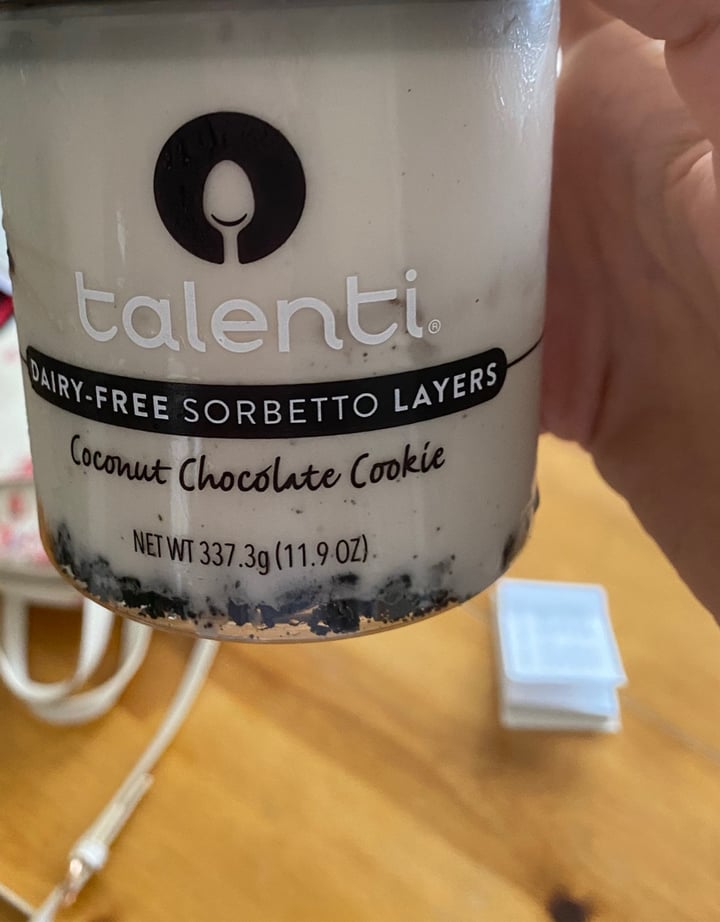 talenti®
DAIRY-FREE SORBETTO LAYERS
Coconut Chocolate Cookie
NET WT 337.3g (11.9 OZ)